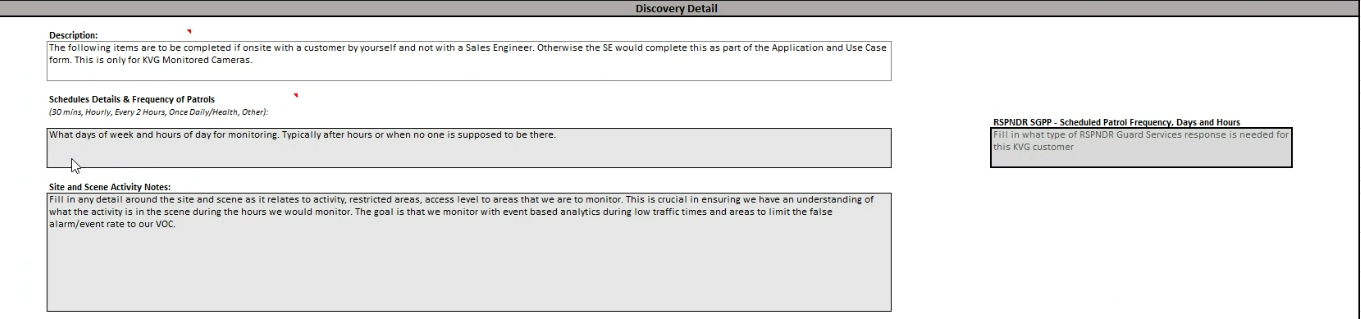 Discovery Detail
Description:
The following items are to be completed if onsite with a customer by yourself and not with a Sales Engineer. Otherwise the SE would complete this as part of the Application and Use Case
form. This is only for KVG Monitored Cameras.
Schedules Details & Frequency of Patrols
(30 mins, Hourly, Every 2 Hours, Once Daily/Health, Other):
What days of week and hours of day for monitoring. Typically after hours or when no one is supposed to be there.
RSPNDR SGPP - Scheduled Patrol Frequency, Days and Hours
Fill in what type of RSPNDR Guard Services response is needed for
this KVG customer
Site and Scene Activity Notes:
Fill in any detail around the site and scene as it relates to activity, restricted areas, access level to areas that we are to monitor. This is crucial in ensuring we have an understanding of
what the activity is in the scene during the hours we would monitor. The goal is that we monitor with event based analytics during low traffic times and areas to limit the false
alarm/event rate to our VOC.